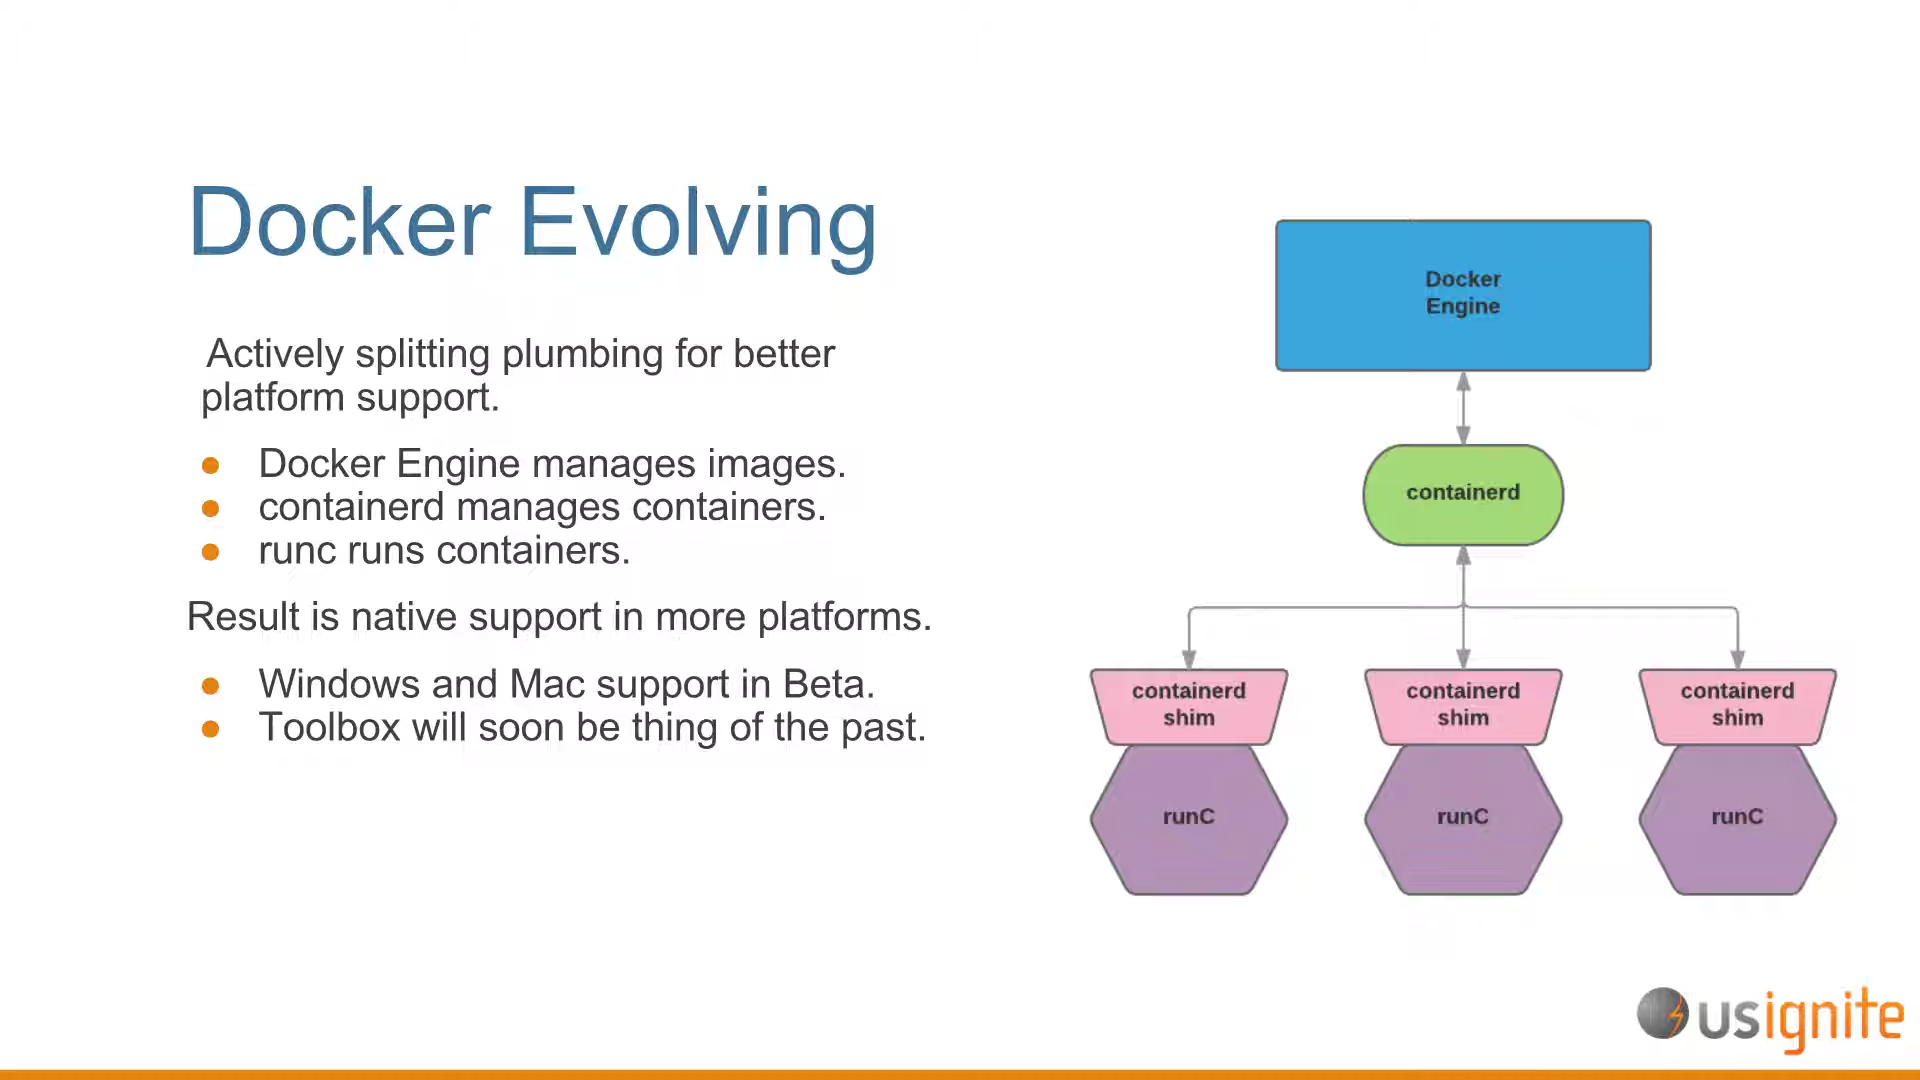 Docker Evolving
Actively splitting plumbing for better
platform support.
● Docker Engine manages images.
● containerd manages containers.
● runc runs containers.
Result is native support in more platforms.
● Windows and Mac support in Beta.
● Toolbox will soon be thing of the past.
Docker
Engine
containerd
containerd
shim
containerd
shim
containerd
shim
runC
runC
runC
usignite